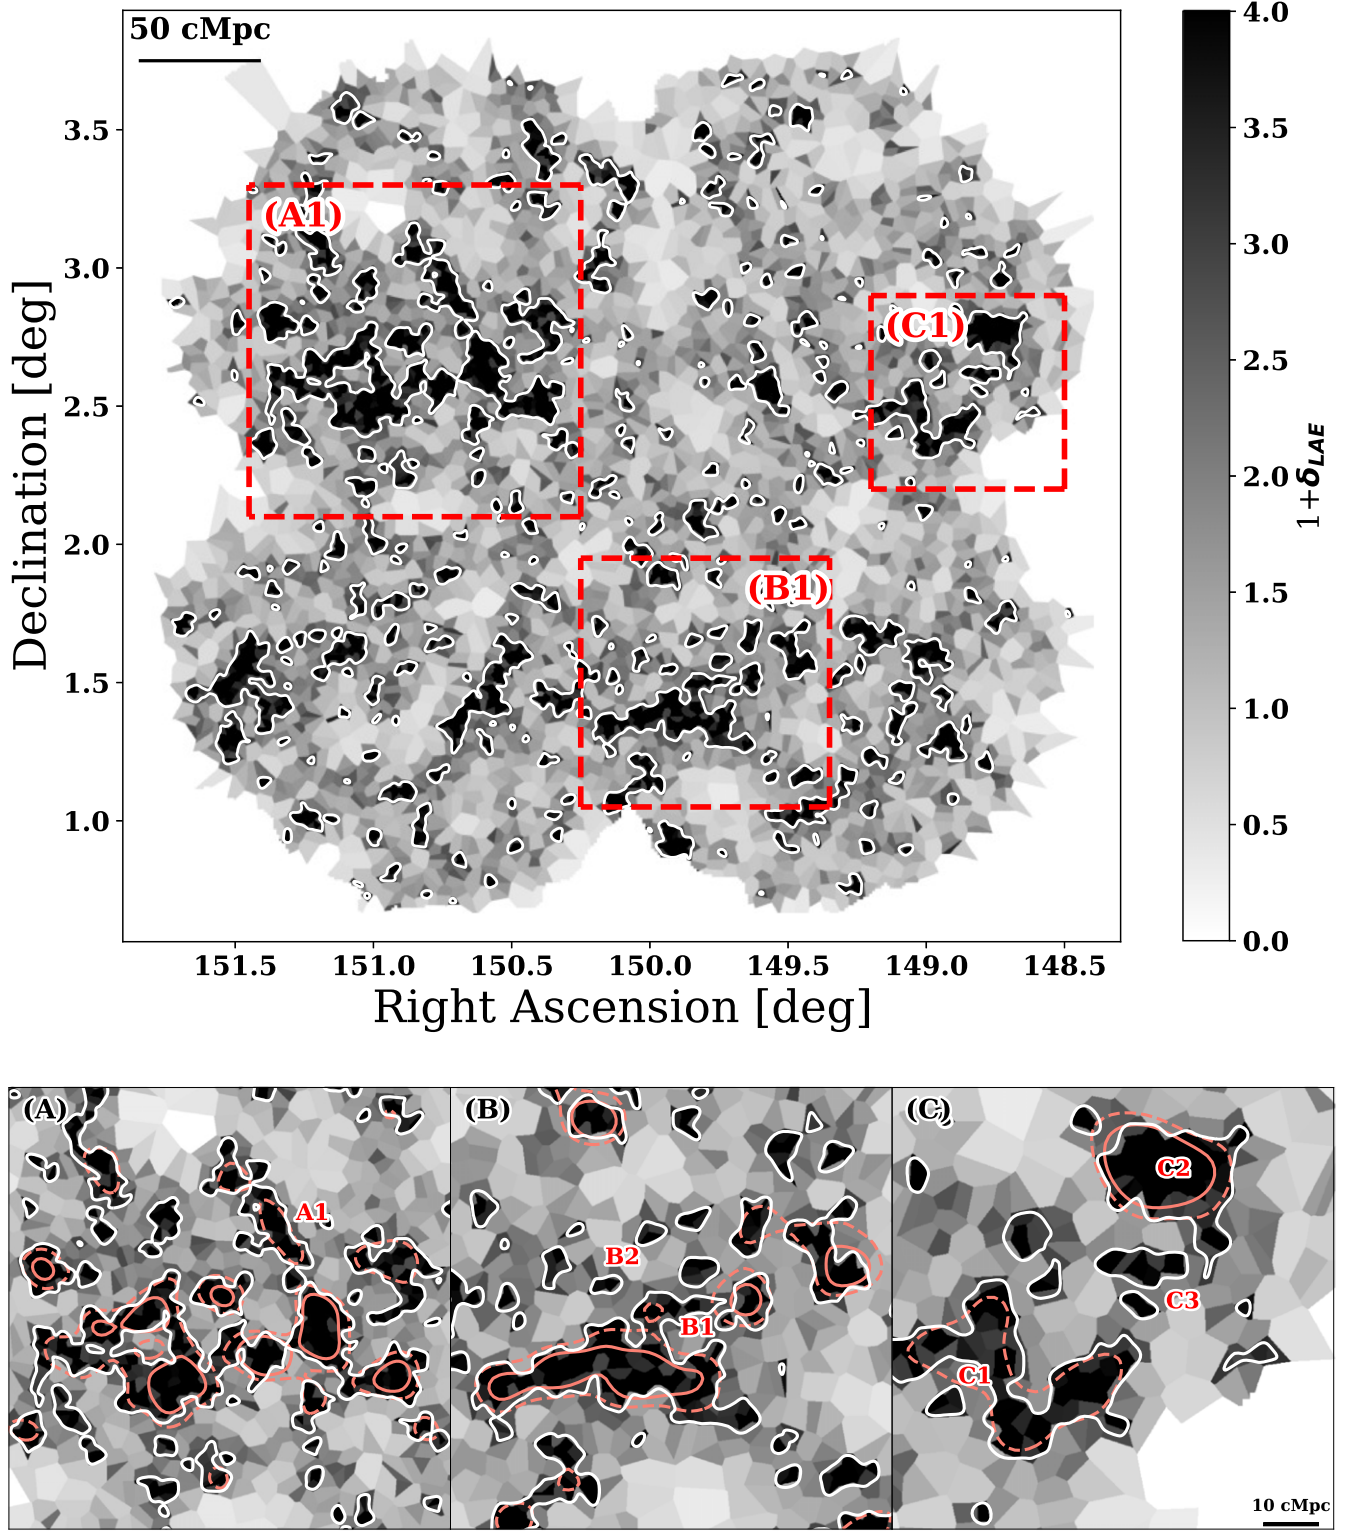 50 cMpc
4.0
3.5
3.5
3.0
3.0
2.5
2.5
2.0
2.0
1.5
1.5
1.0
1.0
0.5
0.0
(A1)
(C1)
(B1)
Declination [deg]
1+δLAE
151.5 151.0 150.5 150.0 149.5 149.0 148.5
Right Ascension [deg]
(A)
A1
(B)
B2
B1
(C)
C2
C3
C1
10 cMpc